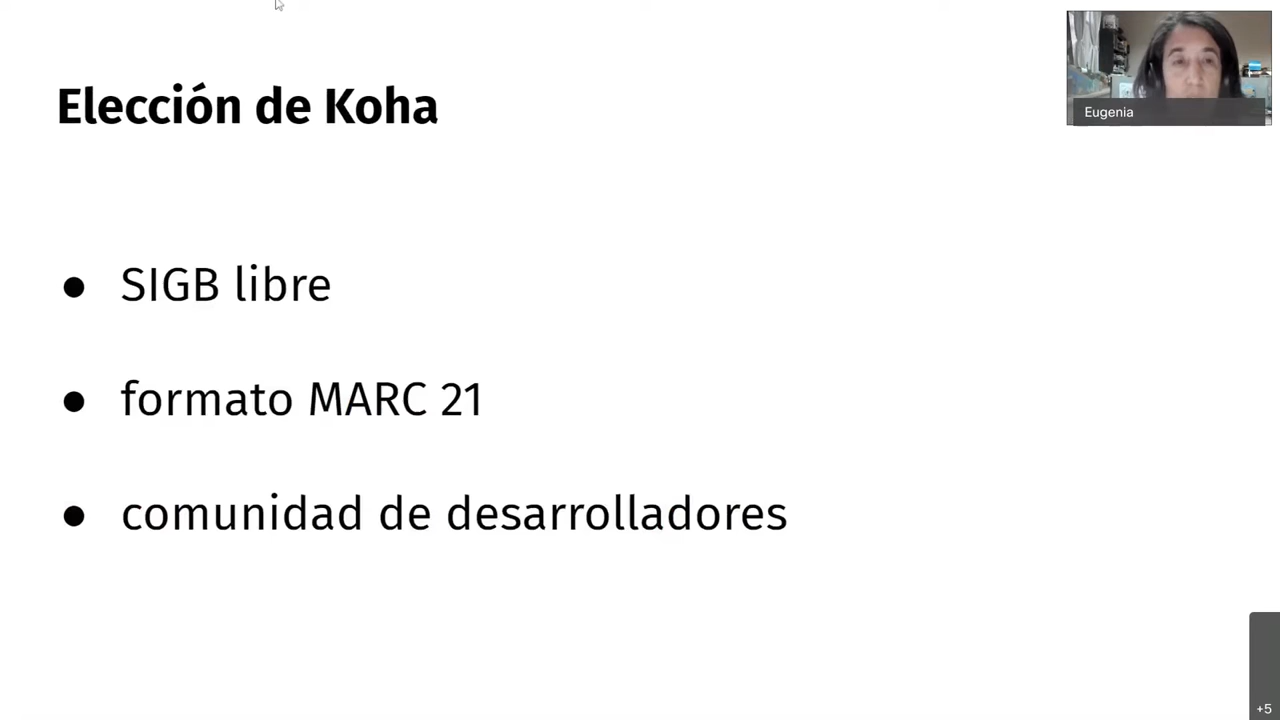 Elección de Koha
Eugenia
● SIGB libre
● formato MARC 21
● comunidad de desarrolladores
+5